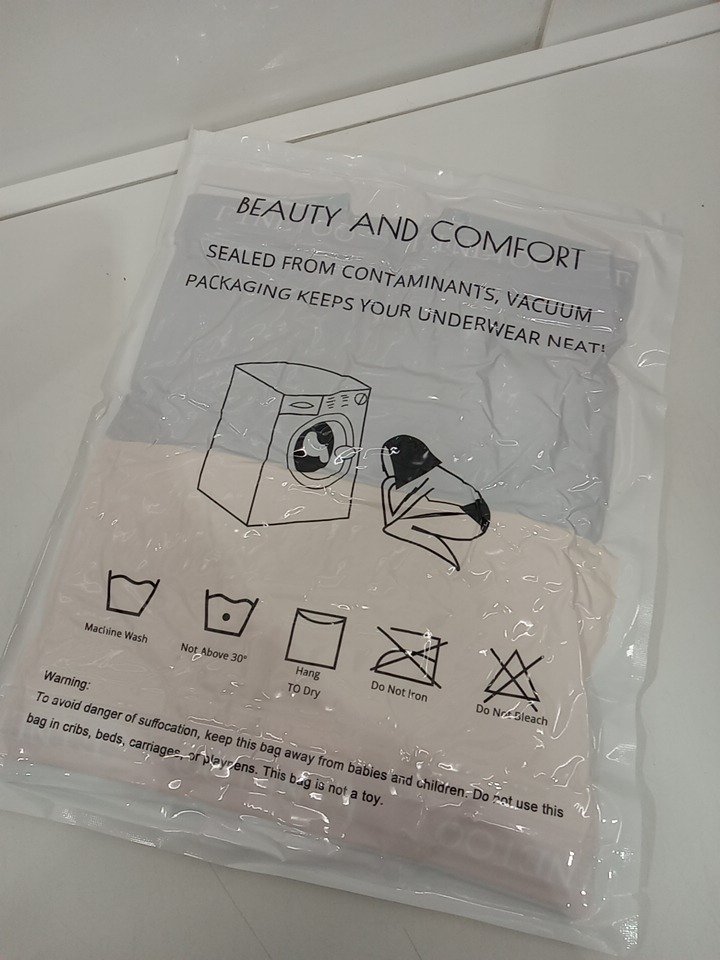 BEAUTY AND COMFORT
SEALED FROM CONTAMINANTS, VACUUM
PACKAGING KEEPS YOUR UNDERWEAR NEAT!
Machine Wash
Not Above 30°
Hang
TO Dry
Do Not Iron
Do Not Bleach
Warning:
To avoid danger of suffocation, keep this bag away from babies and children. Do not use this
bag in cribs, beds, carriages, or playpens. This bag is not a toy.